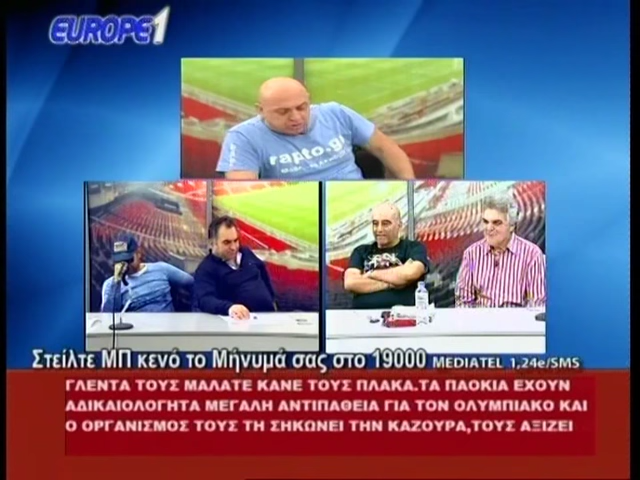 EUROPE1
rapto.gr
Στείλτε ΜΠ κενό το Μήνυμά σας στο 19000 MEDIATEL 1,24e/SMS
ΓΛΕΝΤΑ ΤΟΥΣ ΜΑΛΑΤΕ ΚΑΝΕ ΤΟΥΣ ΠΛΑΚΑ.ΤΑ ΠΑΟΚΙΑ ΕΧΟΥΝ
ΑΔΙΚΑΙΟΛΟΓΗΤΑ ΜΕΓΑΛΗ ΑΝΤΙΠΑΘΕΙΑ ΓΙΑ ΤΟΝ ΟΛΥΜΠΙΑΚΟ ΚΑΙ
Ο ΟΡΓΑΝΙΣΜΟΣ ΤΟΥΣ ΤΗ ΣΗΚΩΝΕΙ ΤΗΝ ΚΑΖΟΥΡΑ,ΤΟΥΣ ΑΞΙΖΕΙ